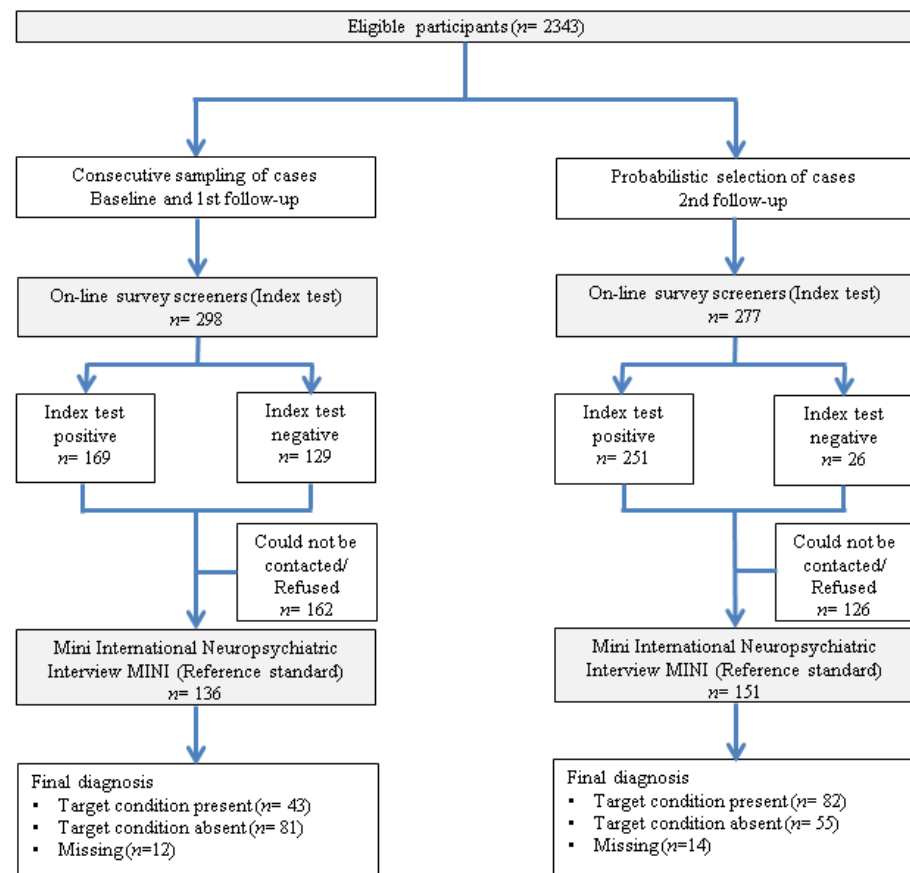 Eligible participants (n= 2343)
Consecutive sampling of cases
Baseline and 1st follow-up
On-line survey screeners (Index test)
n= 298
Index test
positive
n= 169
Index test
negative
n= 129
Could not be
contacted/
Refused
n= 162
Mini International Neuropsychiatric
Interview MINI (Reference standard)
n= 136
Final diagnosis
▪ Target condition present (n= 43)
▪ Target condition absent (n= 81)
▪ Missing (n=12)
Probabilistic selection of cases
2nd follow-up
On-line survey screeners (Index test)
n= 277
Index test
positive
n= 251
Index test
negative
n= 26
Could not be
contacted/
Refused
n= 126
Mini International Neuropsychiatric
Interview MINI (Reference standard)
n= 151
Final diagnosis
▪ Target condition present (n= 82)
▪ Target condition absent (n= 55)
▪ Missing (n=14)